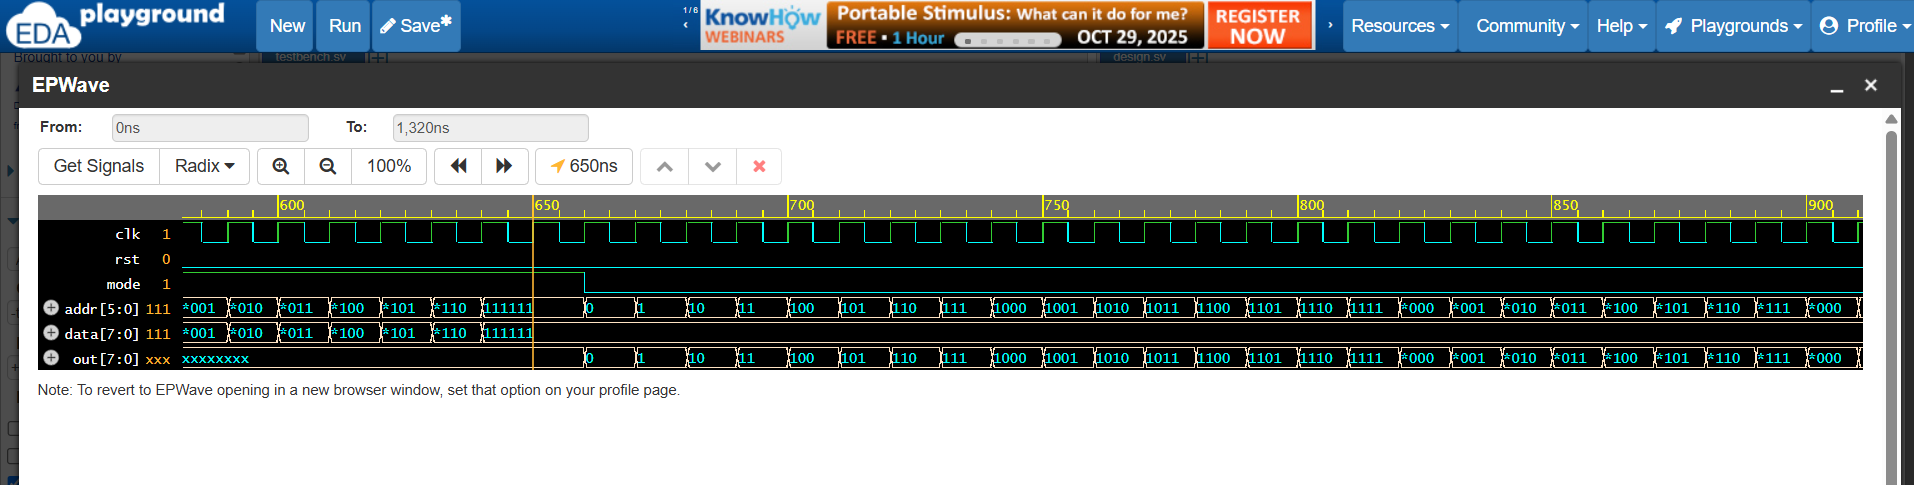 EDA playground
New
Run
Save*
1/6
‹
KnowHow
WEBINARS
Portable Stimulus: What can it do for me?
FREE • 1 Hour
OCT 29, 2025
REGISTER
NOW
›
Resources
Community
Help
Playgrounds
Profile
Brought to you by
testbench.sv
design.sv
EPWave
From:
0ns
To:
1,320ns
Get Signals
Radix
100%
650ns
600 650 700 750 800 850 900
clk 1
rst 0
mode 1
addr[5:0] 111 *001 *010 *011 *100 *101 *110 111111 0 1 10 11 100 101 110 111 1000 1001 1010 1011 1100 1101 1110 1111 *000 *001 *010 *011 *100 *101 *110 *111 *000
data[7:0] 111 *001 *010 *011 *100 *101 *110 111111
out[7:0] xxx xxxxxxxx 0 1 10 11 100 101 110 111 1000 1001 1010 1011 1100 1101 1110 1111 *000 *001 *010 *011 *100 *101 *110 *111 *000
Note: To revert to EPWave opening in a new browser window, set that option on your profile page.